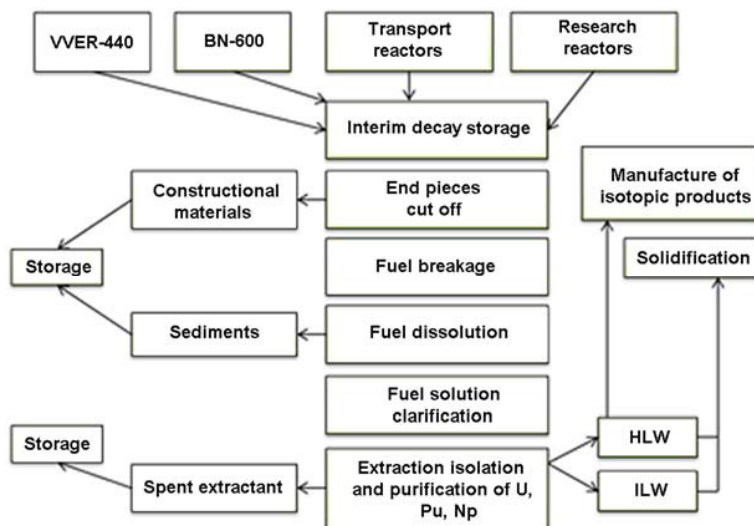 VVER-440
BN-600
Transport
reactors
Research
reactors
Interim decay storage
Manufacture of
isotopic products
Constructional
materials
End pieces
cut off
Storage
Fuel breakage
Solidification
Sediments
Fuel dissolution
Fuel solution
clarification
Storage
HLW
Spent extractant
Extraction isolation
and purification of U,
Pu, Np
ILW